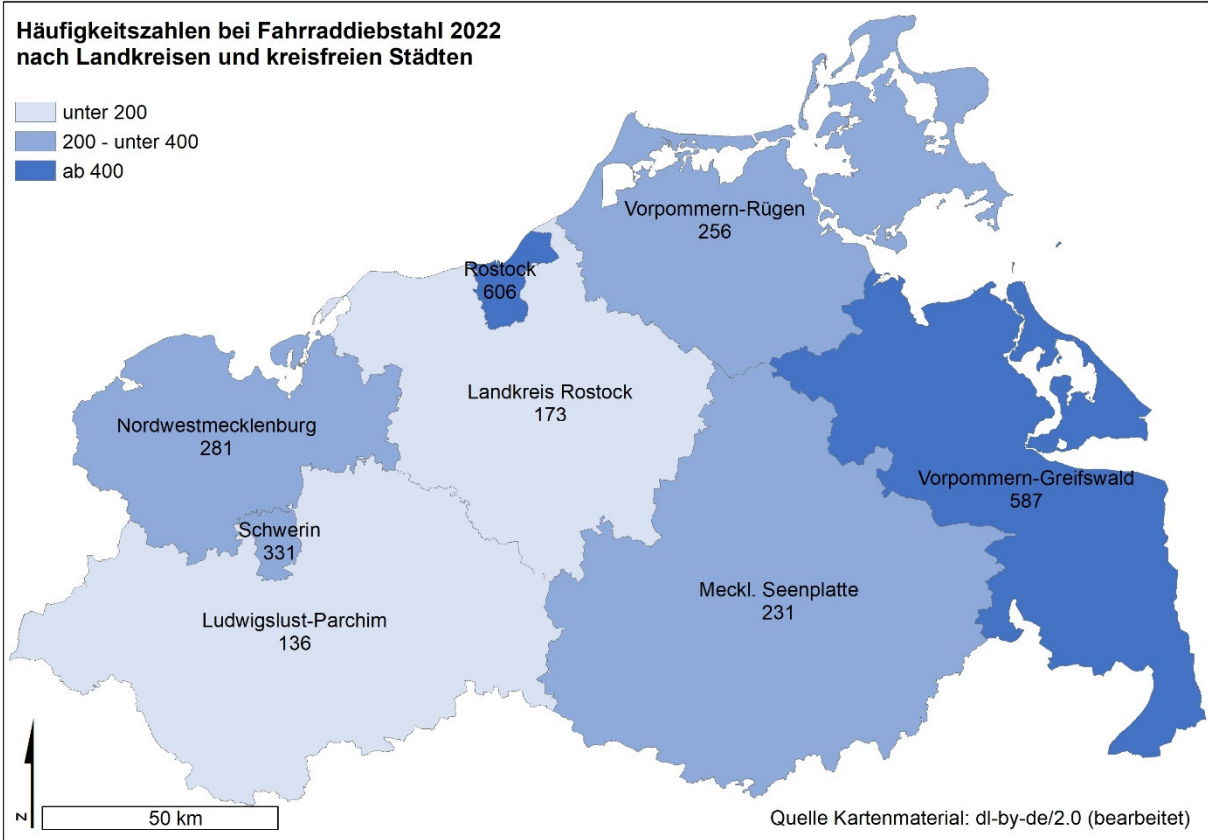 Häufigkeitszahlen bei Fahrraddiebstahl 2022
nach Landkreisen und kreisfreien Städten
unter 200
200 - unter 400
ab 400
Vorpommern-Rügen
256
Rostock
606
Landkreis Rostock
173
Nordwestmecklenburg
281
Vorpommern-Greifswald
587
Schwerin
331
Meckl. Seenplatte
231
Ludwigslust-Parchim
136
N
50 km
Quelle Kartenmaterial: dl-by-de/2.0 (bearbeitet)